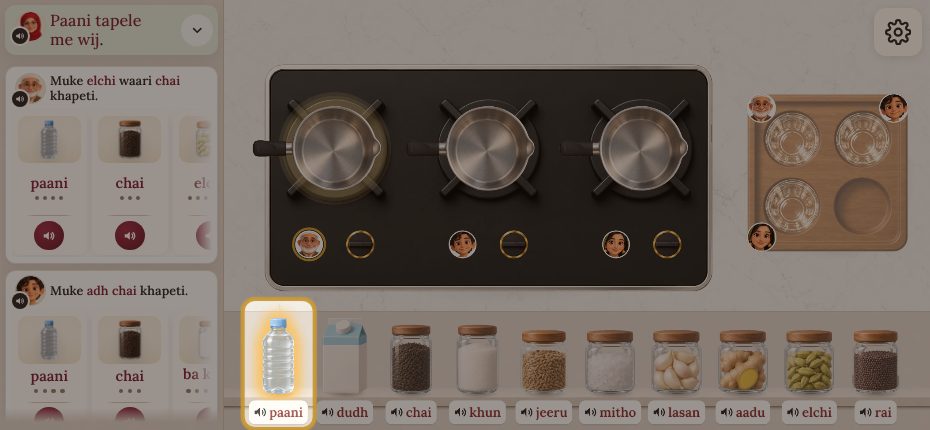 Paani tapele
me wij.
Muke elchi waari chai
khapeti.
paani
chai
Muke adh chai khapeti.
paani
chai
paani
dudh
chai
khun
jeeru
mitho
lasan
aadu
elchi
rai